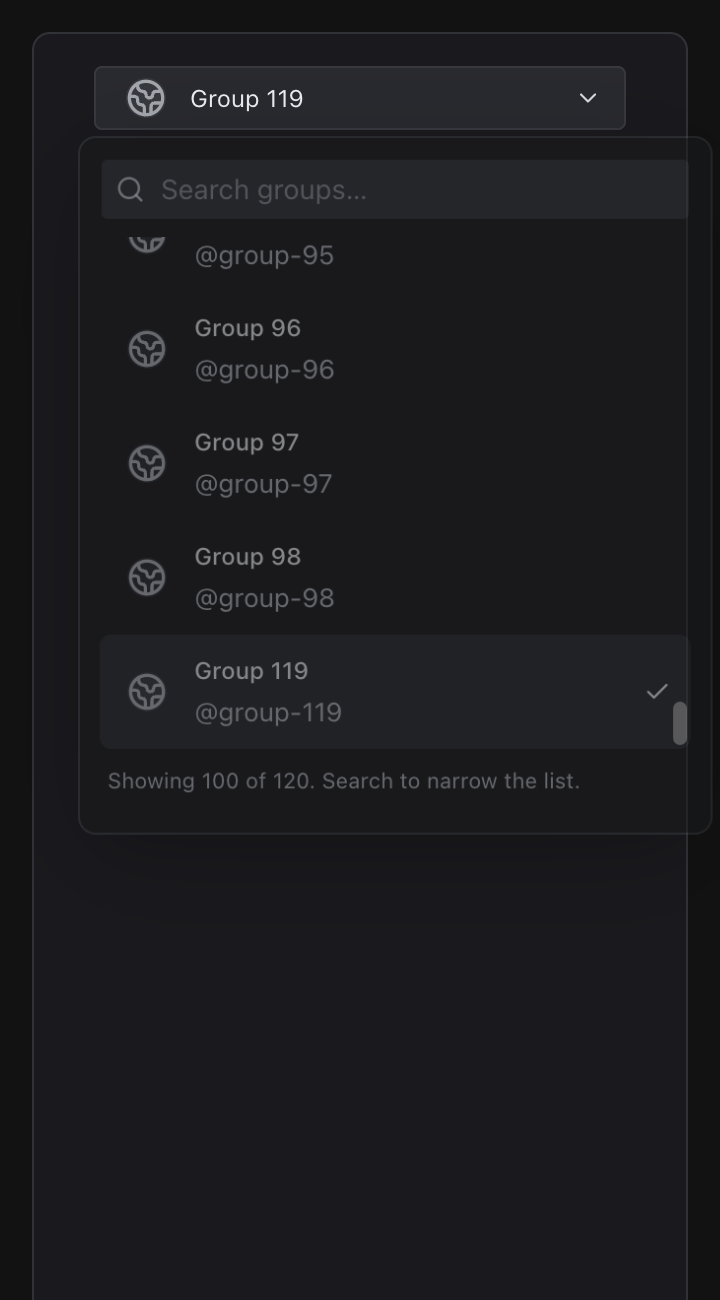 Group 119
Search groups...
@group-95
Group 96
@group-96
Group 97
@group-97
Group 98
@group-98
Group 119
@group-119
Showing 100 of 120. Search to narrow the list.